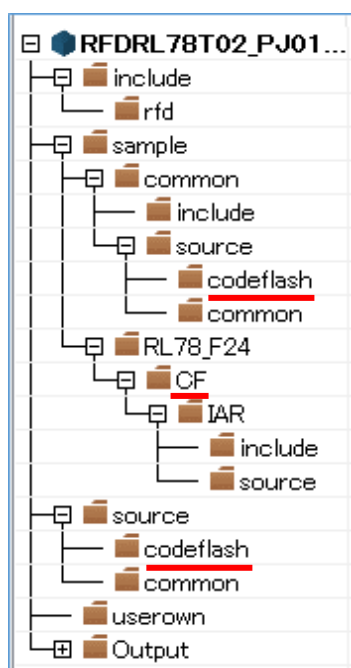 RFDRL78T02_PJ01...
include
rfd
sample
common
include
source
codeflash
common
RL78_F24
CF
IAR
include
source
source
codeflash
common
userown
Output